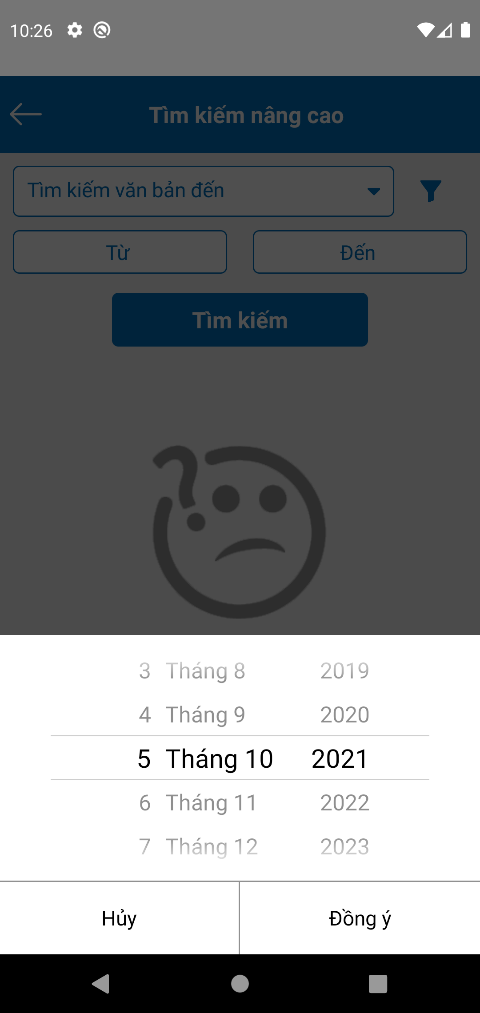 10:26
Tìm kiếm nâng cao
Tìm kiếm văn bản đến
Từ Đến
Tìm kiếm
3 Tháng 8 2019
4 Tháng 9 2020
5 Tháng 10 2021
6 Tháng 11 2022
7 Tháng 12 2023
Hủy Đồng ý